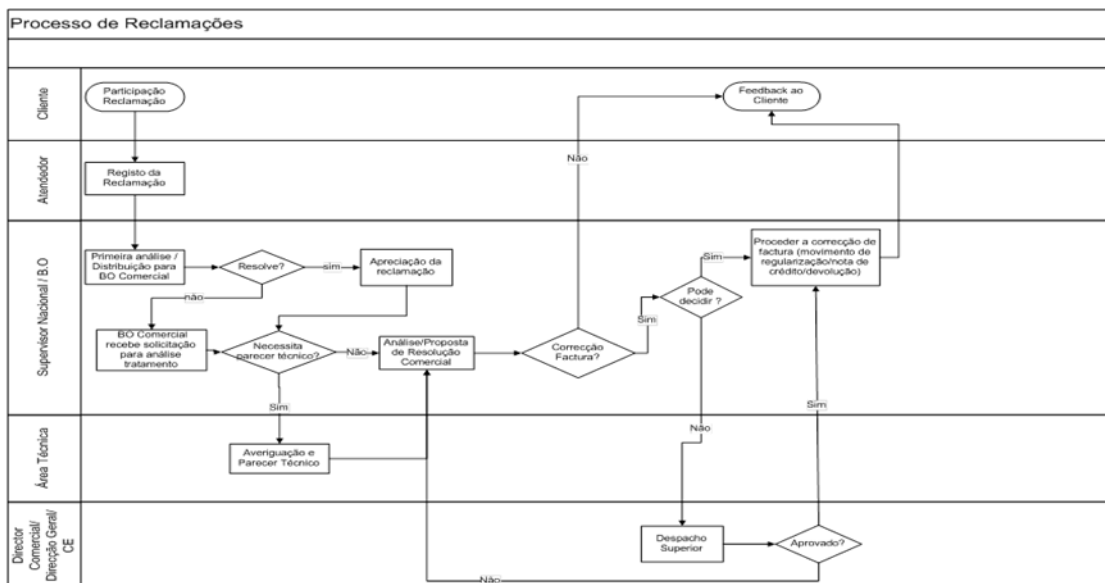 Processo de Reclamações
Cliente
Participação
Reclamação
Feedback ao
Cliente
Não
Atendedor
Registo da
Reclamação
Supervisor Nacional / B.O
Primeira análise /
Distribuição para
BO Comercial
Resolve?
sim
Apreciação da
reclamação
não
BO Comercial
recebe solicitação
para análise
tratamento
Necessita
parecer técnico?
Não
Análise/Proposta
de Resolução
Comercial
Correcção
Factura?
Sim
Pode
decidir ?
Sim
Proceder a correcção de
factura (movimento de
regularização/nota de
crédito/devolução)
Sim
Não
Sim
Área Técnica
Averiguação e
Parecer Técnico
Director
Comercial/
Direcção Geral/
CE
Despacho
Superior
Aprovado?
Não